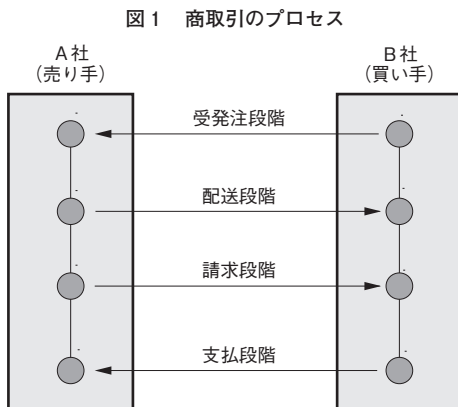 図1 商取引のプロセス
A社
（売り手）
B社
（買い手）
受発注段階
配送段階
請求段階
支払段階